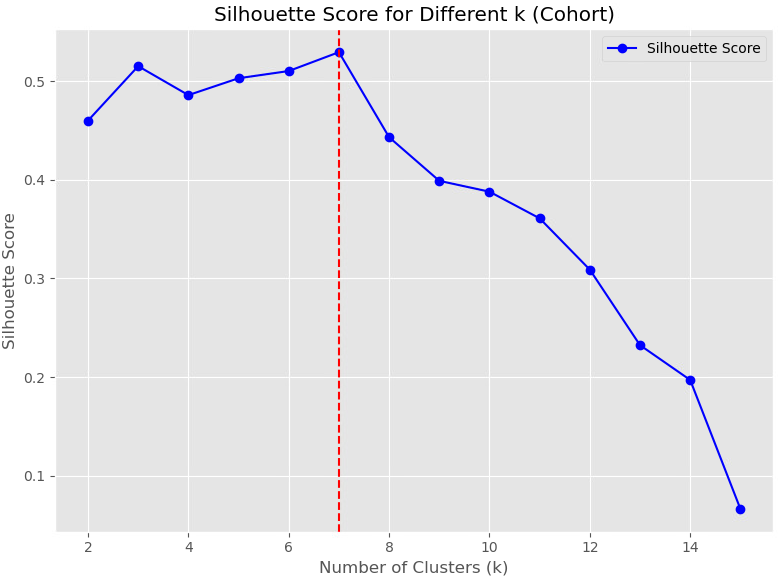 Silhouette Score for Different k (Cohort)
Silhouette Score
0.5
0.4
0.3
0.2
0.1
Silhouette Score
2 4 6 8 10 12 14
Number of Clusters (k)